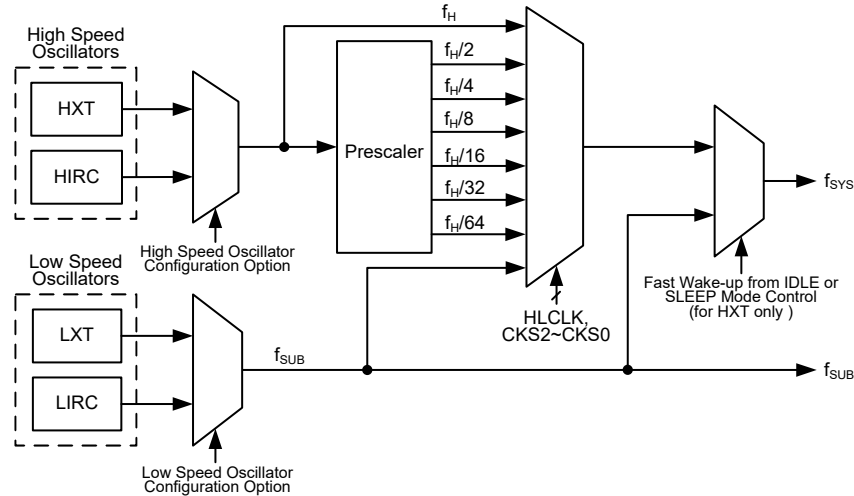 High Speed
Oscillators
HXT
HIRC
High Speed Oscillator
Configuration Option
Low Speed
Oscillators
LXT
LIRC
Low Speed Oscillator
Configuration Option
fH
Prescaler
fH/2
fH/4
fH/8
fH/16
fH/32
fH/64
HLCLK,
CKS2~CKS0
fSUB
Fast Wake-up from IDLE or
SLEEP Mode Control
(for HXT only )
fSYS
fSUB